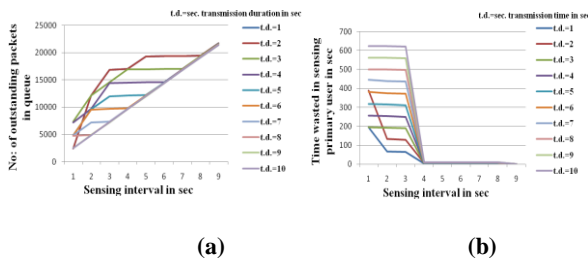 t.d.=sec. transmission duration in sec
No: of outstanding packets
in queue
25000
20000
15000
10000
5000
0
1 2 3 4 5 6 7 8 9
Sensing interval in sec
t.d.=1
t.d.=2
t.d.=3
t.d.=4
t.d.=5
t.d.=6
t.d.=7
t.d.=8
t.d.=9
t.d.=10
(a)
t.d.=sec. transmission time in sec
Time wasted in sensing
primary user in sec
700
600
500
400
300
200
100
0
1 2 3 4 5 6 7 8 9
Sensing interval in sec
t.d.=1
t.d.=2
t.d.=3
t.d.=4
t.d.=5
t.d.=6
t.d.=7
t.d.=8
t.d.=9
t.d.=10
(b)